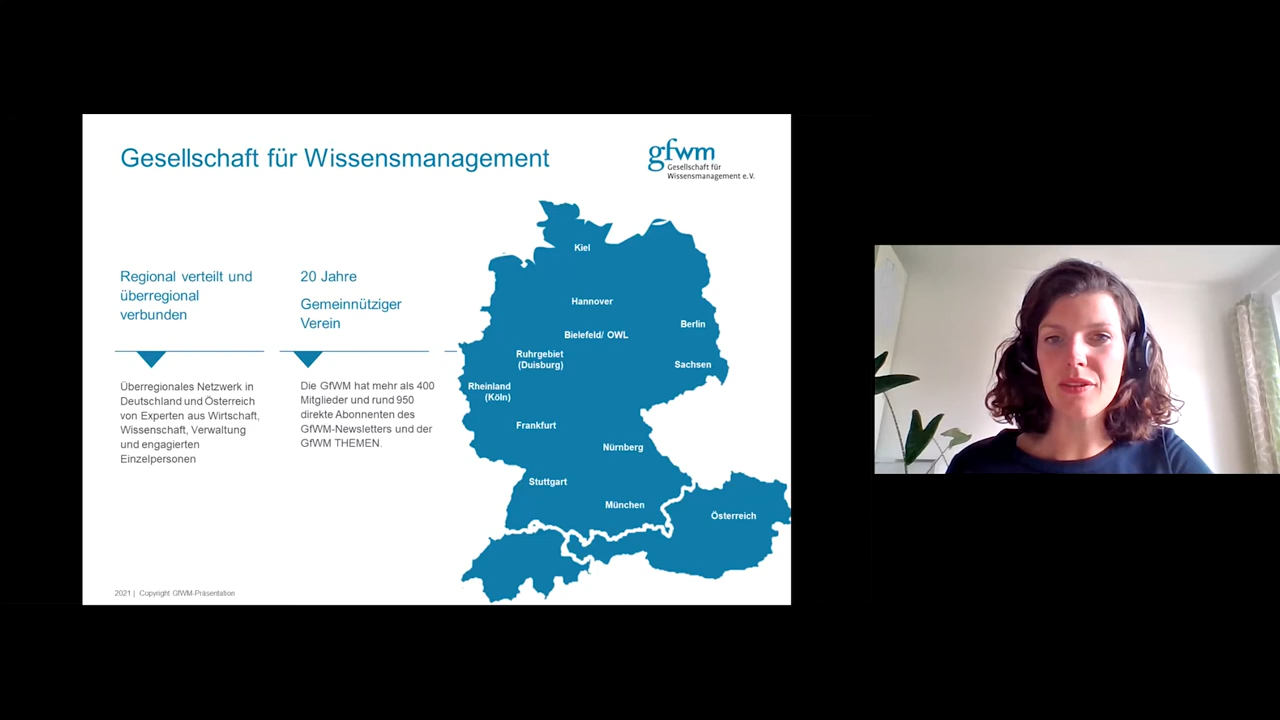 Gesellschaft für Wissensmanagement
gfwm
Gesellschaft für
Wissensmanagement e.V.
Regional verteilt und
überregional
verbunden
Überregionales Netzwerk in
Deutschland und Österreich
von Experten aus Wirtschaft,
Wissenschaft, Verwaltung
und engagierten
Einzelpersonen
20 Jahre
Gemeinnütziger
Verein
Die GfWM hat mehr als 400
Mitglieder und rund 950
direkte Abonnenten des
GfWM-Newsletters und der
GfWM THEMEN.
Kiel
Hannover
Berlin
Bielefeld/ OWL
Ruhrgebiet
(Duisburg)
Sachsen
Rheinland
(Köln)
Frankfurt
Nürnberg
Stuttgart
München
Österreich
2021 | Copyright GfWM-Präsentation